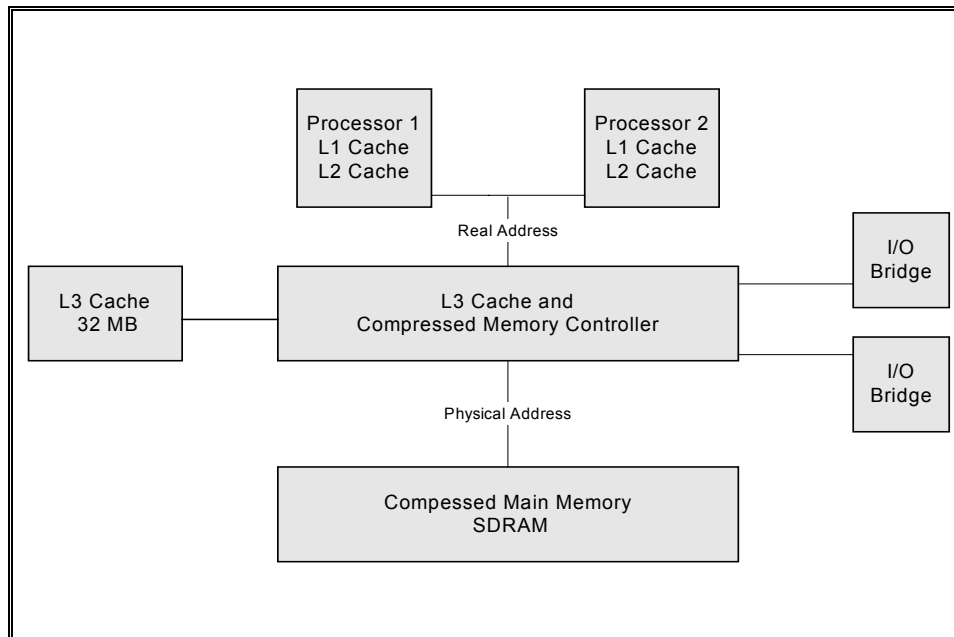 Processor 1
L1 Cache
L2 Cache
Processor 2
L1 Cache
L2 Cache
Real Address
I/O
Bridge
L3 Cache
32 MB
L3 Cache and
Compressed Memory Controller
I/O
Bridge
Physical Address
Compessed Main Memory
SDRAM